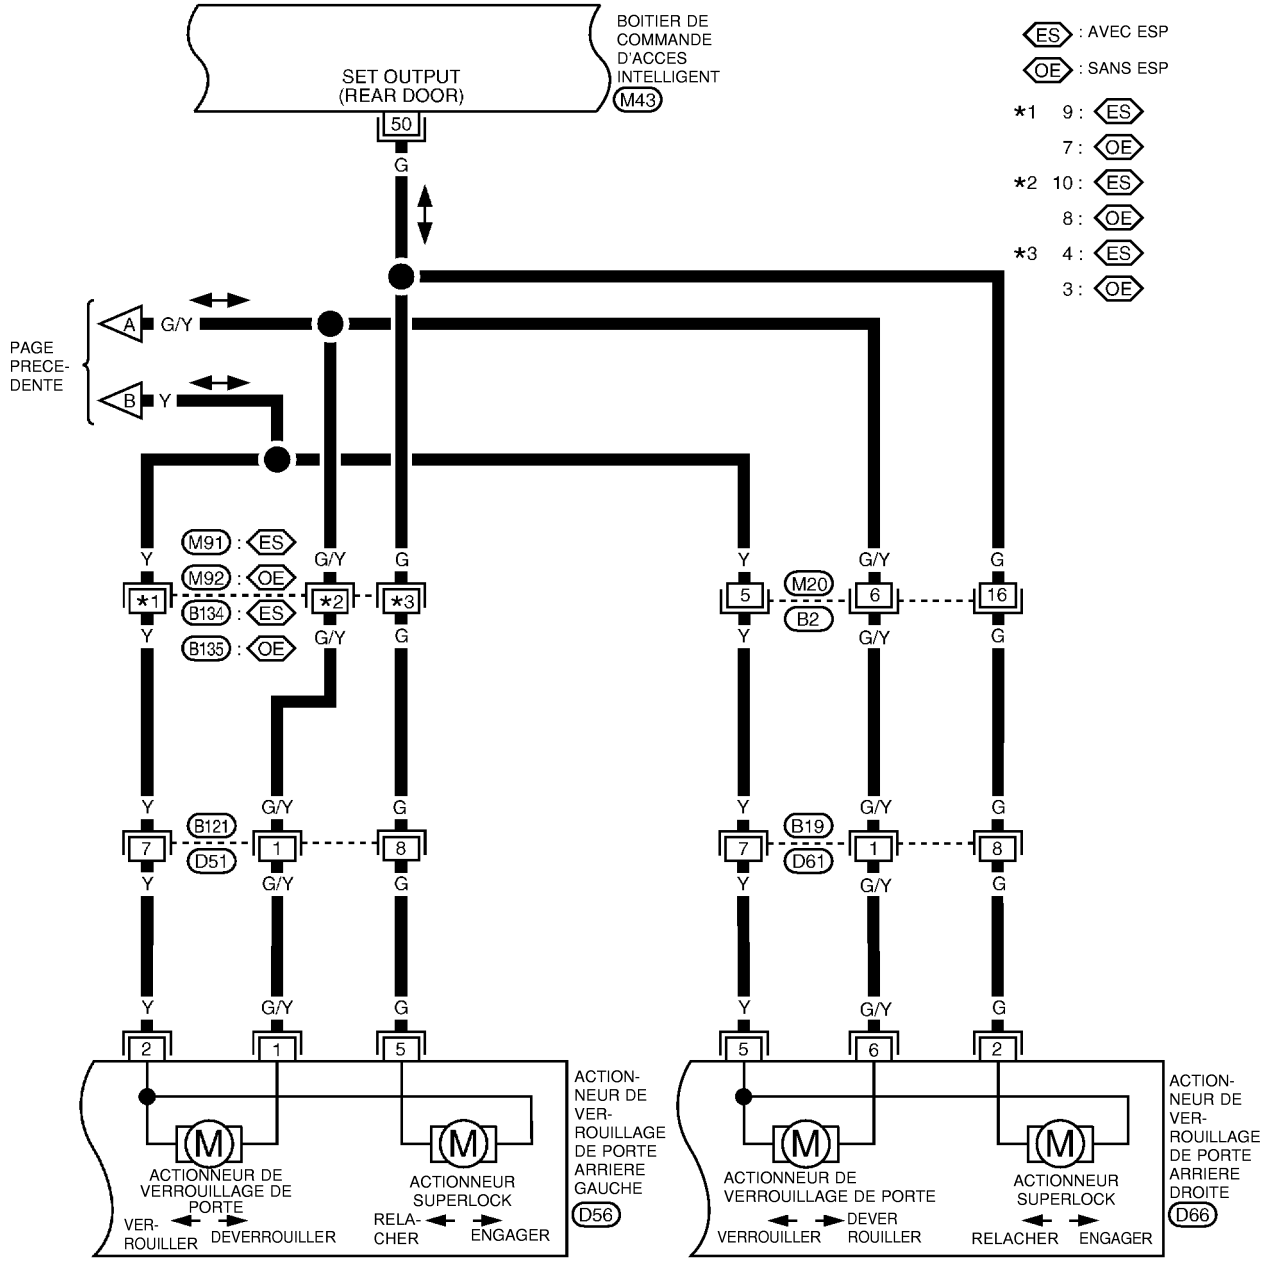 BOITIER DE
COMMANDE
D'ACCES
INTELLIGENT
M43
SET OUTPUT
(REAR DOOR)
50
G
ES : AVEC ESP
OE : SANS ESP
*1 9 : ES
7 : OE
*2 10 : ES
8 : OE
*3 4 : ES
3 : OE
PAGE
PRECE-
DENTE
A G/Y
B Y
M91 : ES
M92 : OE
B134 : ES
B135 : OE
Y G/Y G Y G/Y G
*1 *2 *3 5 M20 6 16
B2
Y G/Y G Y G/Y G
Y G/Y G Y G/Y G
7 B121 1 8 7 B19 1 8
D51 D61
Y G/Y G Y G/Y G
Y G/Y G Y G/Y G
2 1 5 5 6 2
M M M M
ACTIONNEUR DE
VERROUILLAGE DE
PORTE
VER-
ROUILLER
DEVERROUILLER
ACTIONNEUR
SUPERLOCK
RELA-
CHER
ENGAGER
ACTION-
NEUR DE
VER-
ROUILLAGE
DE PORTE
ARRIERE
GAUCHE
D56
ACTIONNEUR DE
VERROUILLAGE DE PORTE
VERROUILLER
DEVER
ROUILLER
ACTIONNEUR
SUPERLOCK
RELACHER ENGAGER
ACTION-
NEUR DE
VER-
ROUILLAGE
DE PORTE
ARRIERE
DROITE
D66